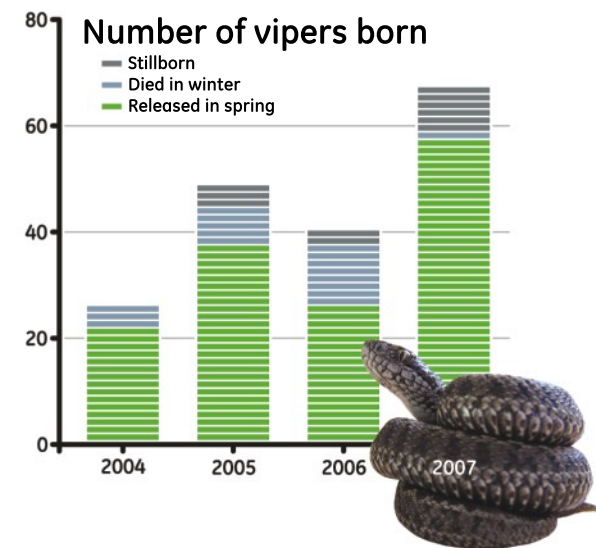 Number of vipers born
Stillborn
Died in winter
Released in spring
80
60
40
20
0
2004 2005 2006 2007